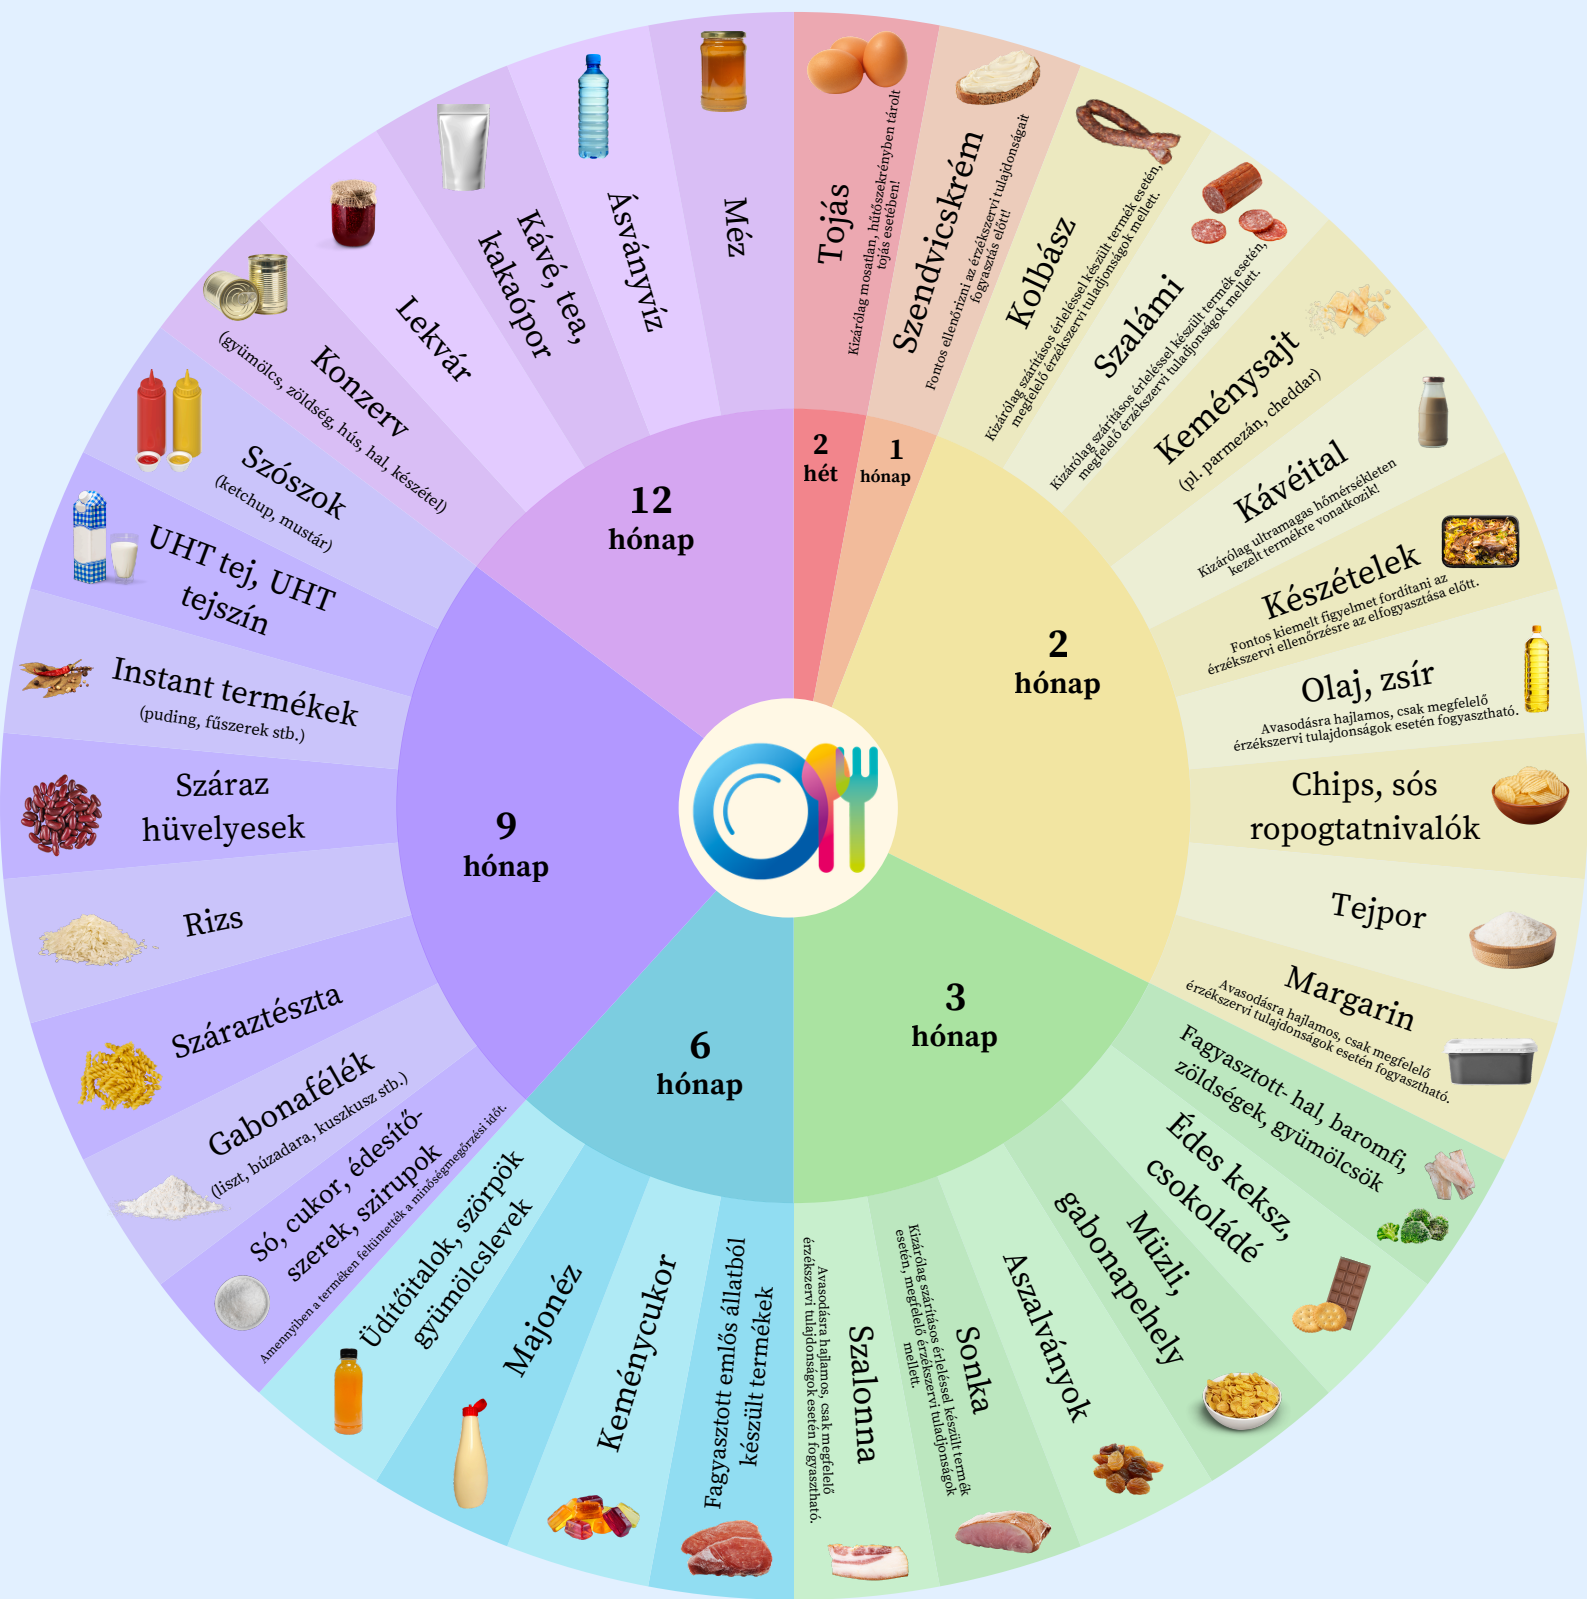 2
hét
Tojás
Kizárólag mosatlan, hűtőszekrényben tárolt
tojás esetében!
1
hónap
Szendvicskrém
Fontos ellenőrizni az érzékszervi tulajdonságait
fogyasztás előtt!
2
hónap
Kolbász
Kizárólag szárításos érleléssel készült termék esetén,
megfelelő érzékszervi tuladjonságok mellett.
Szalámi
Kizárólag szárításos érleléssel készült termék esetén,
megfelelő érzékszervi tuladjonságok mellett.
Keménysajt
(pl. parmezán, cheddar)
Kávéital
Kizárólag ultramagas hőmérsékleten
kezelt termékre vonatkozik!
Készételek
Fontos kiemelt figyelmet fordítani az
érzékszervi ellenőrzésre az elfogyasztása előtt.
Olaj, zsír
Avasodásra hajlamos, csak megfelelő
érzékszervi tulajdonságok esetén fogyasztható.
Chips, sós
ropogtatnivalók
Tejpor
Margarin
Avasodásra hajlamos, csak megfelelő
érzékszervi tulajdonságok esetén fogyasztható.
3
hónap
Fagyasztott- hal, baromfi,
zöldségek, gyümölcsök
Édes keksz,
csokoládé
Müzli,
gabonapehely
Aszalványok
Sonka
Kizárólag szárításos érleléssel készült termék
esetén, megfelelő érzékszervi tuladjonságok
mellett.
Szalonna
Avasodásra hajlamos, csak megfelelő
érzékszervi tulajdonságok esetén fogyasztható.
6
hónap
Fagyasztott emlős állatból
készült termékek
Keménycukor
Majonéz
Üdítőitalok, szörpök
gyümölcslevek
9
hónap
Só, cukor, édesítő-
szerek, szirupok
Amennyiben a terméken feltüntették a minőségmegőrzési időt.
Gabonafélék
(liszt, búzadara, kuszkusz stb.)
Száraztészta
Rizs
Száraz
hüvelyesek
Instant termékek
(puding, fűszerek stb.)
UHT tej, UHT
tejszín
Szószok
(ketchup, mustár)
12
hónap
Konzerv
(gyümölcs, zöldség, hús, hal, készétel)
Lekvár
Kávé, tea,
kakaópor
Ásványvíz
Méz